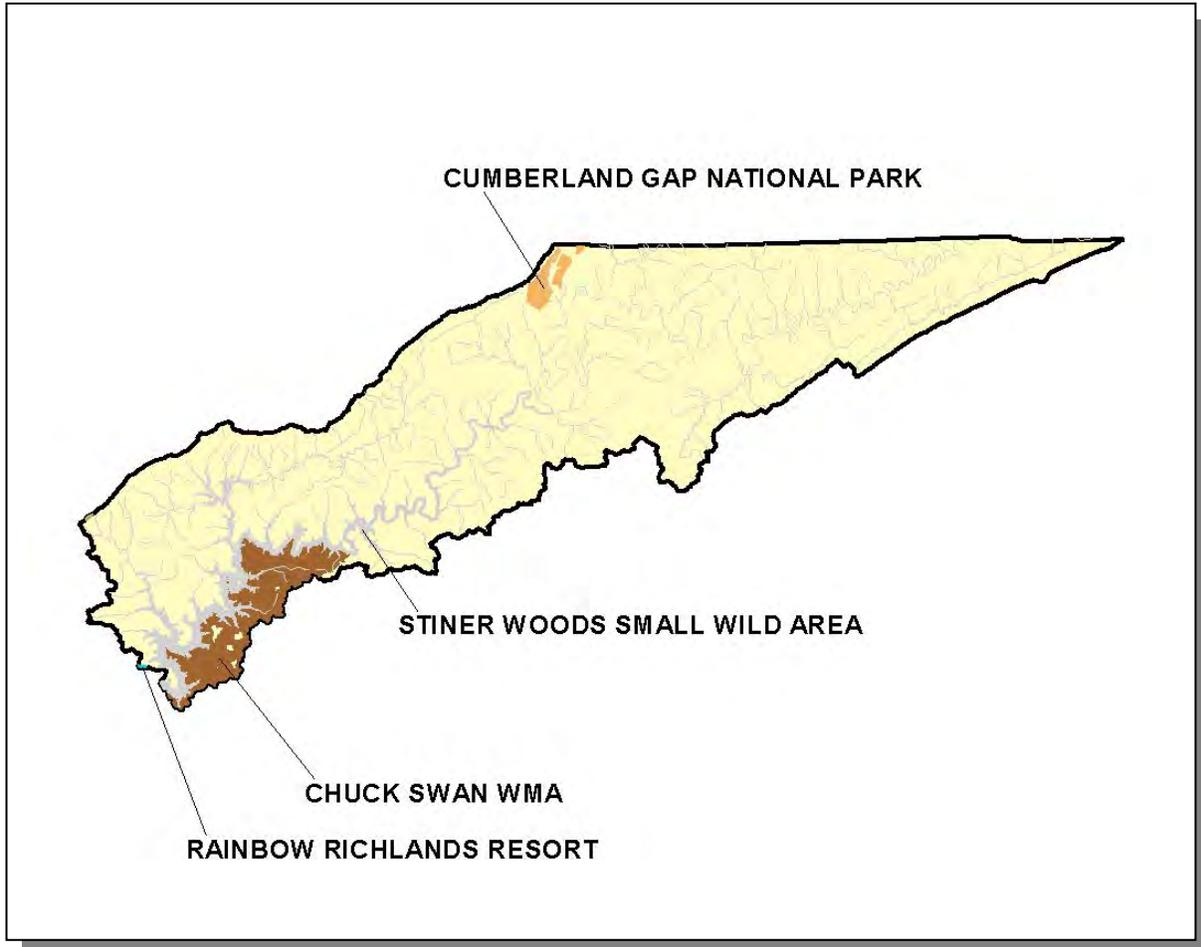 CUMBERLAND GAP NATIONAL PARK
STINER WOODS SMALL WILD AREA
CHUCK SWAN WMA
RAINBOW RICHLANDS RESORT